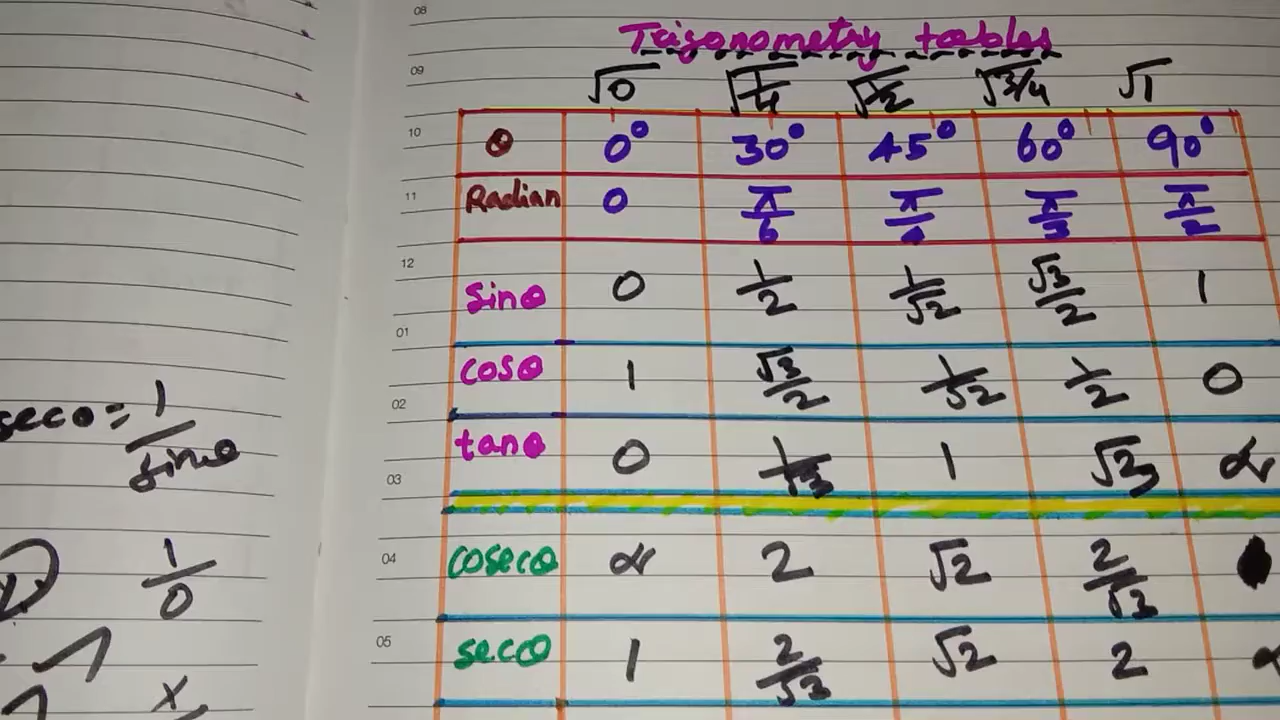 08
Trigonometry tables
09
√0 √1/4 √1/2 √3/4 √1
10
θ 0° 30° 45° 60° 90°
11
Radian 0 π/6 π/4 π/3 π/2
12
sinθ 0 1/2 1/√2 √3/2 1
01
cosθ 1 √3/2 1/√2 1/2 0
02
tanθ 0 1/√3 1 √3 ∝
03
cosecθ ∝ 2 √2 2/√3
04
secθ 1 2/√3 √2 2
05
secθ = 1/sinθ
1/0